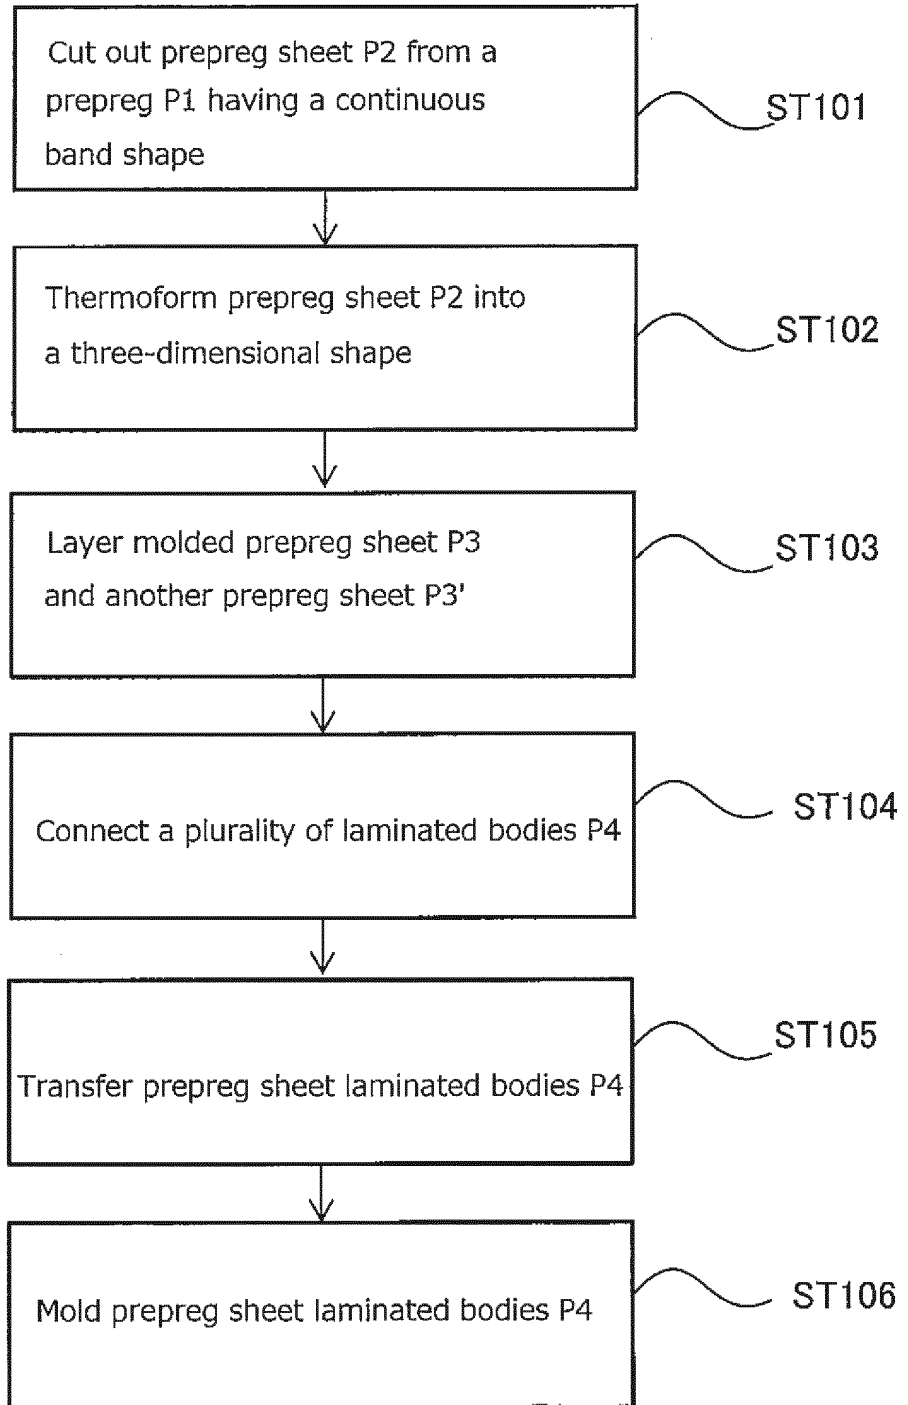 Cut out prepreg sheet P2 from a
prepreg P1 having a continuous
band shape
ST101
Thermoform prepreg sheet P2 into
a three-dimensional shape
ST102
Layer molded prepreg sheet P3
and another prepreg sheet P3'
ST103
Connect a plurality of laminated bodies P4
ST104
Transfer prepreg sheet laminated bodies P4
ST105
Mold prepreg sheet laminated bodies P4
ST106